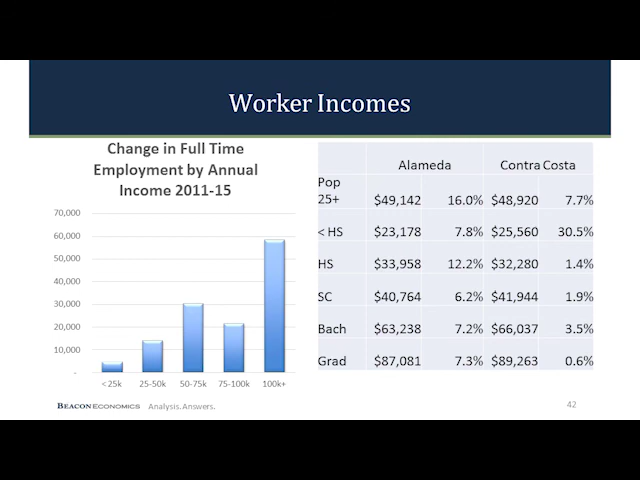 Worker Incomes
Change in Full Time
Employment by Annual
Income 2011-15
70,000
60,000
50,000
40,000
30,000
20,000
10,000
-
< 25k 25-50k 50-75k 75-100k 100k+
Alameda Contra Costa
Pop
25+ $49,142 16.0% $48,920 7.7%
< HS $23,178 7.8% $25,560 30.5%
HS $33,958 12.2% $32,280 1.4%
SC $40,764 6.2% $41,944 1.9%
Bach $63,238 7.2% $66,037 3.5%
Grad $87,081 7.3% $89,263 0.6%
BEACON ECONOMICS Analysis. Answers.
42